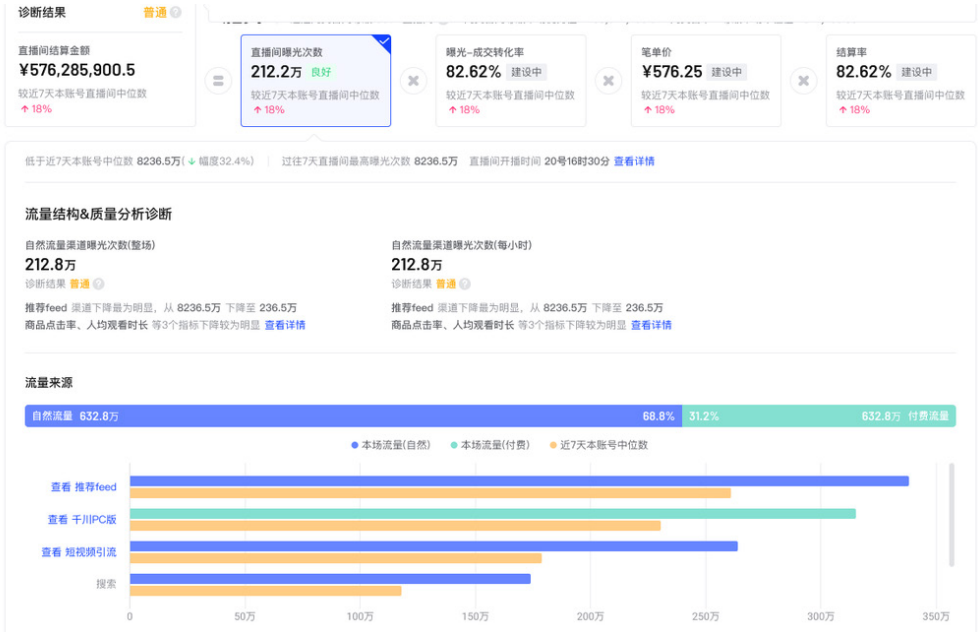 诊断结果 普通
直播间结算金额
¥576,285,900.5
较近7天本账号直播间中位数
↑ 18%
直播间曝光次数
212.2万 良好
较近7天本账号直播间中位数
↑ 18%
曝光-成交转化率
82.62% 建设中
较近7天本账号直播间中位数
↑ 18%
笔单价
¥576.25 建设中
较近7天本账号直播间中位数
↑ 18%
结算率
82.62% 建设中
较近7天本账号直播间中位数
↑ 18%
低于近7天本账号中位数 8236.5万(↓幅度32.4%) 过往7天直播间最高曝光次数 8236.5万 直播间开播时间 20号16时30分 查看详情
流量结构&质量分析诊断
自然流量渠道曝光次数(整场)
212.8万
诊断结果 普通
推荐feed 渠道下降最为明显，从 8236.5万 下降至 236.5万
商品点击率、人均观看时长 等3个指标下降较为明显 查看详情
自然流量渠道曝光次数(每小时)
212.8万
诊断结果 普通
推荐feed 渠道下降最为明显，从 8236.5万 下降至 236.5万
商品点击率、人均观看时长 等3个指标下降较为明显 查看详情
流量来源
自然流量 632.8万 68.8% 31.2% 632.8万 付费流量
本场流量(自然) 本场流量(付费) 近7天本账号中位数
查看 推荐feed
查看 千川PC版
查看 短视频引流
搜索
0 50万 100万 150万 200万 250万 300万 350万